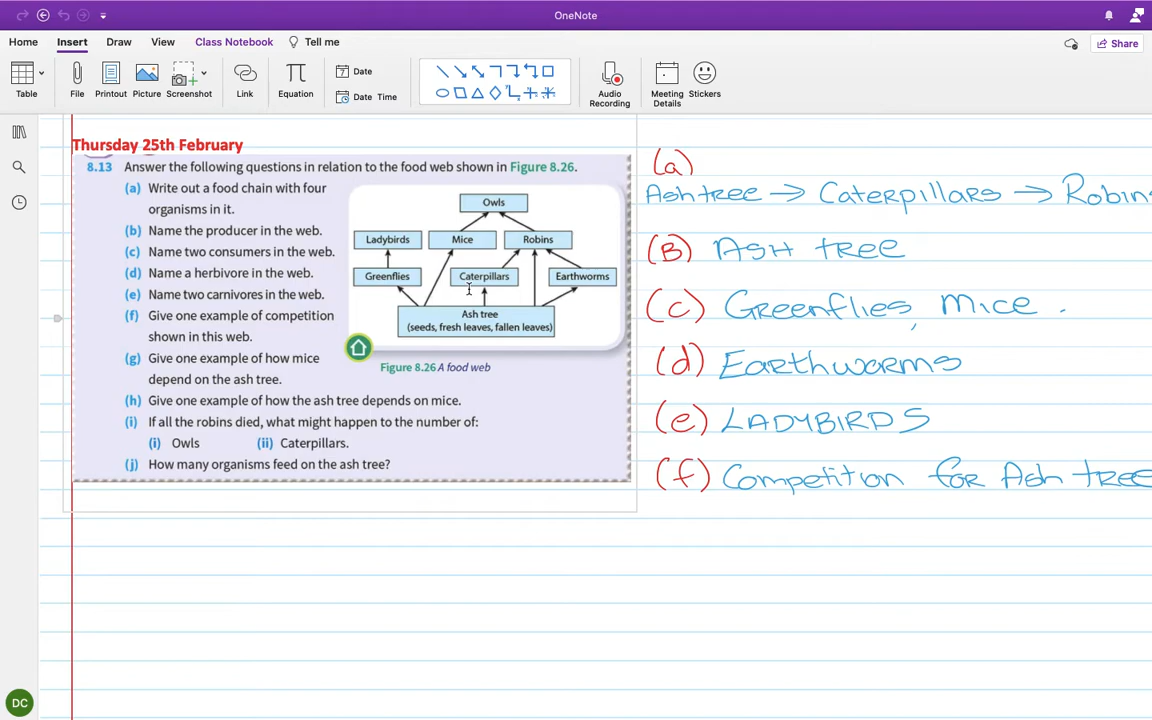 OneNote
Home Insert Draw View Class Notebook Tell me
Share
Table File Printout Picture Screenshot Link Equation Date Date Time Audio Recording Meeting Details Stickers
Thursday 25th February
8.13 Answer the following questions in relation to the food web shown in Figure 8.26.
(a) Write out a food chain with four
organisms in it.
(b) Name the producer in the web.
(c) Name two consumers in the web.
(d) Name a herbivore in the web.
(e) Name two carnivores in the web.
(f) Give one example of competition
shown in this web.
(g) Give one example of how mice
depend on the ash tree.
(h) Give one example of how the ash tree depends on mice.
(i) If all the robins died, what might happen to the number of:
(i) Owls (ii) Caterpillars.
(j) How many organisms feed on the ash tree?
Owls
Ladybirds Mice Robins
Greenflies Caterpillars Earthworms
Ash tree
(seeds, fresh leaves, fallen leaves)
Figure 8.26 A food web
(a)
Ash tree → Caterpillars → Robins
(B) ASH tree
(c) Greenflies, Mice.
(d) Earthworms
(e) LADYBIRDS
(f) Competition for Ash tree
DC